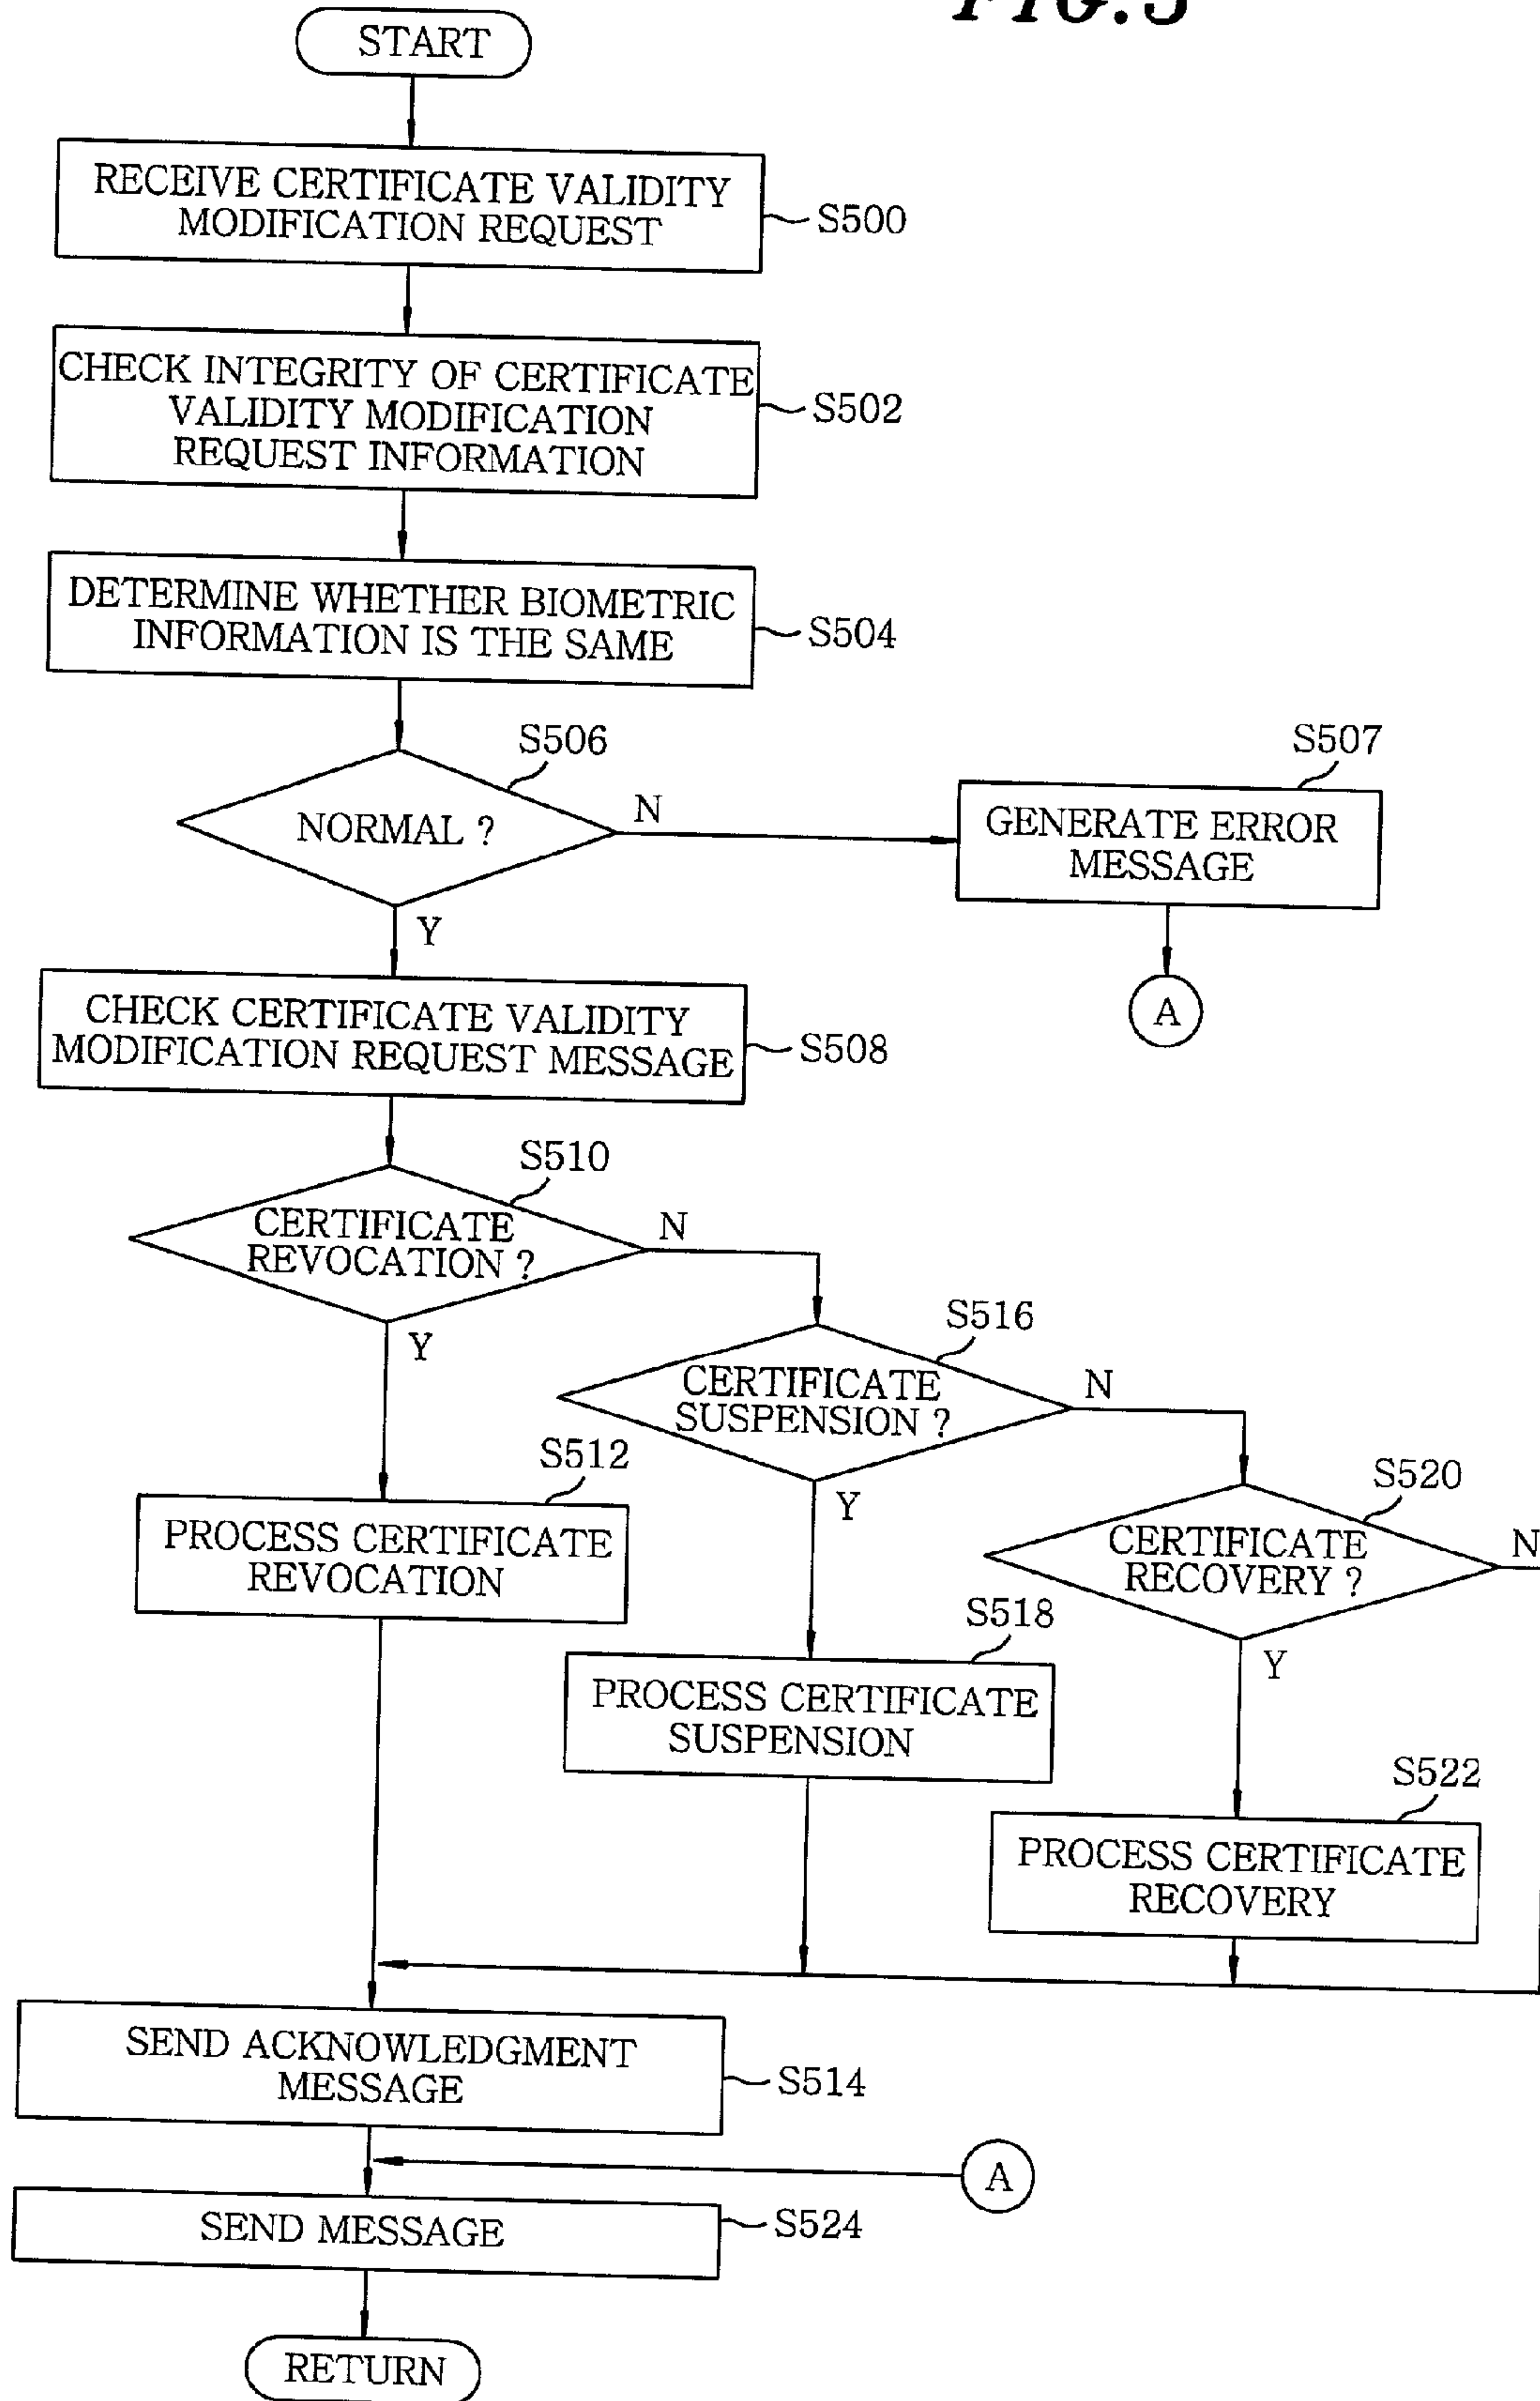 FIG. 5
START
RECEIVE CERTIFICATE VALIDITY
MODIFICATION REQUEST
S500
CHECK INTEGRITY OF CERTIFICATE
VALIDITY MODIFICATION
REQUEST INFORMATION
S502
DETERMINE WHETHER BIOMETRIC
INFORMATION IS THE SAME
S504
S506
NORMAL ?
N
Y
S507
GENERATE ERROR
MESSAGE
A
CHECK CERTIFICATE VALIDITY
MODIFICATION REQUEST MESSAGE
S508
S510
CERTIFICATE
REVOCATION ?
N
Y
S516
CERTIFICATE
SUSPENSION ?
N
Y
S512
PROCESS CERTIFICATE
REVOCATION
S520
CERTIFICATE
RECOVERY ?
N
Y
S518
PROCESS CERTIFICATE
SUSPENSION
S522
PROCESS CERTIFICATE
RECOVERY
SEND ACKNOWLEDGMENT
MESSAGE
S514
A
SEND MESSAGE
S524
RETURN